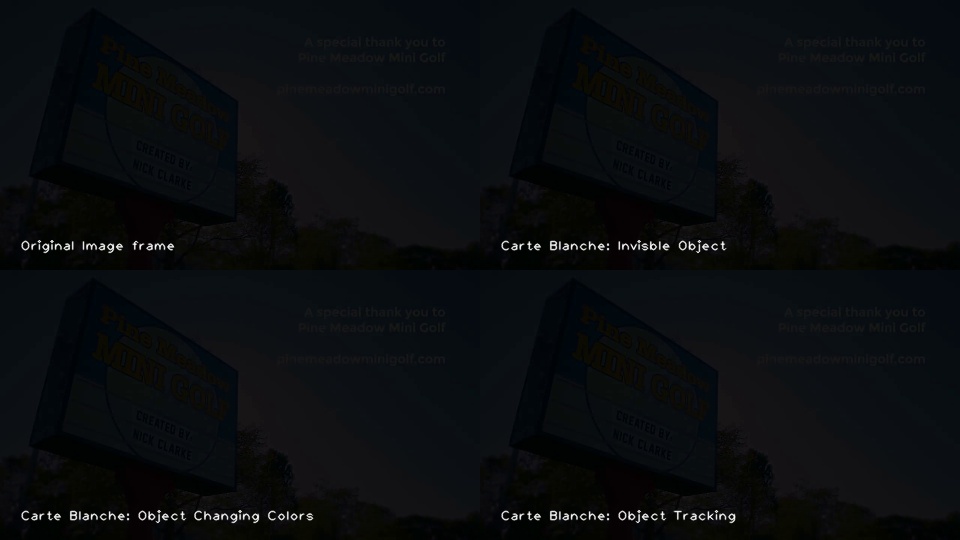 Pine Meadow
MINI GOLF
CREATED BY:
NICK CLARKE
A special thank you to
Pine Meadow Mini Golf
pinemeadowminigolf.com
Original Image frame
Pine Meadow
MINI GOLF
CREATED BY:
NICK CLARKE
A special thank you to
Pine Meadow Mini Golf
pinemeadowminigolf.com
Carte Blanche: Invisble Object
Pine Meadow
MINI GOLF
CREATED BY:
NICK CLARKE
A special thank you to
Pine Meadow Mini Golf
pinemeadowminigolf.com
Carte Blanche: Object Changing Colors
Pine Meadow
MINI GOLF
CREATED BY:
NICK CLARKE
A special thank you to
Pine Meadow Mini Golf
pinemeadowminigolf.com
Carte Blanche: Object Tracking